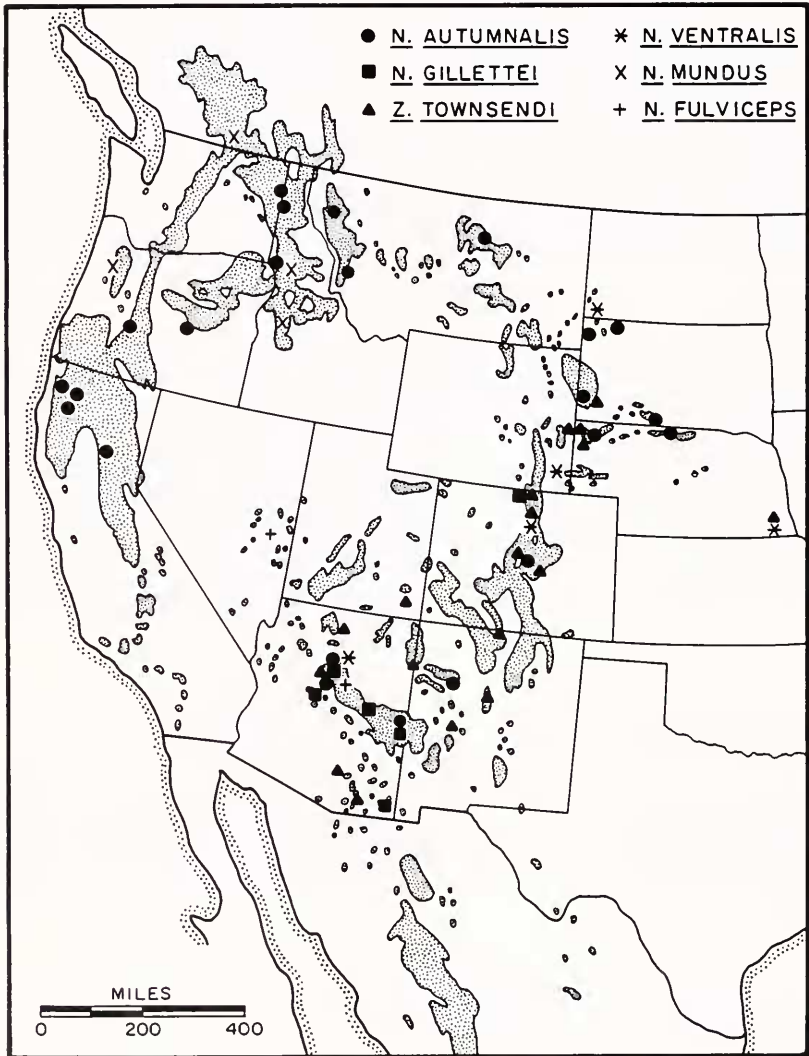 ● N. AUTUMNALIS
■ N. GILLETTEI
▲ Z. TOWNSENDI
✳ N. VENTRALIS
× N. MUNDUS
+ N. FULVICEPS
MILES
0 200 400